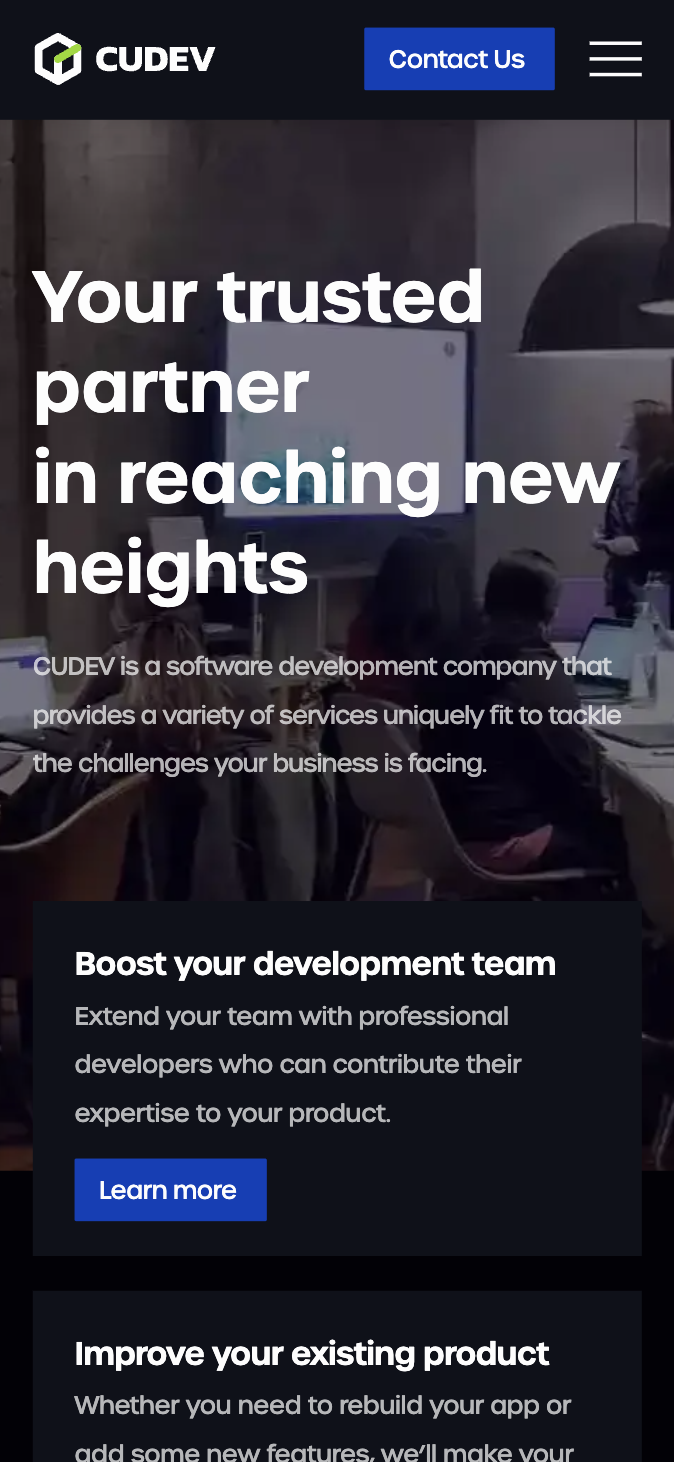 CUDEV
Contact Us
Your trusted
partner
in reaching new
heights
CUDEV is a software development company that
provides a variety of services uniquely fit to tackle
the challenges your business is facing.
Boost your development team
Extend your team with professional
developers who can contribute their
expertise to your product.
Learn more
Improve your existing product
Whether you need to rebuild your app or
add some new features, we’ll make your